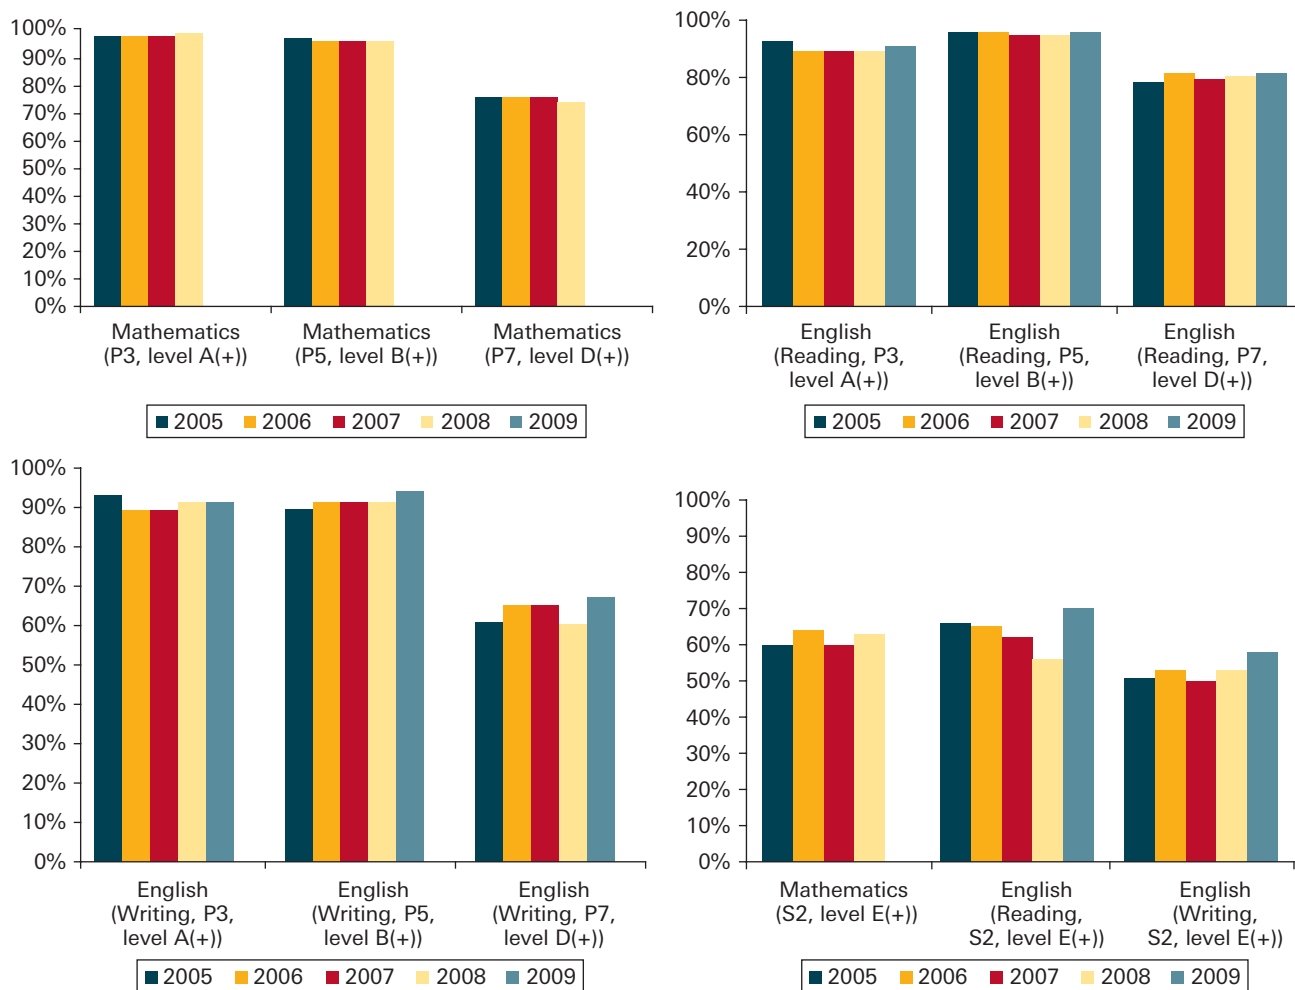 100%
90%
80%
70%
60%
50%
40%
30%
20%
10%
0%
Mathematics
(P3, level A(+))
Mathematics
(P5, level B(+))
Mathematics
(P7, level D(+))
2005 2006 2007 2008 2009
100%
80%
60%
40%
20%
0%
English
(Reading, P3,
level A(+))
English
(Reading, P5,
level B(+))
English
(Reading, P7,
level D(+))
2005 2006 2007 2008 2009
100%
90%
80%
70%
60%
50%
40%
30%
20%
10%
0%
English
(Writing, P3,
level A(+))
English
(Writing, P5,
level B(+))
English
(Writing, P7,
level D(+))
2005 2006 2007 2008 2009
100%
90%
80%
70%
60%
50%
40%
30%
20%
10%
0%
Mathematics
(S2, level E(+))
English
(Reading,
S2, level E(+))
English
(Writing,
S2, level E(+))
2005 2006 2007 2008 2009